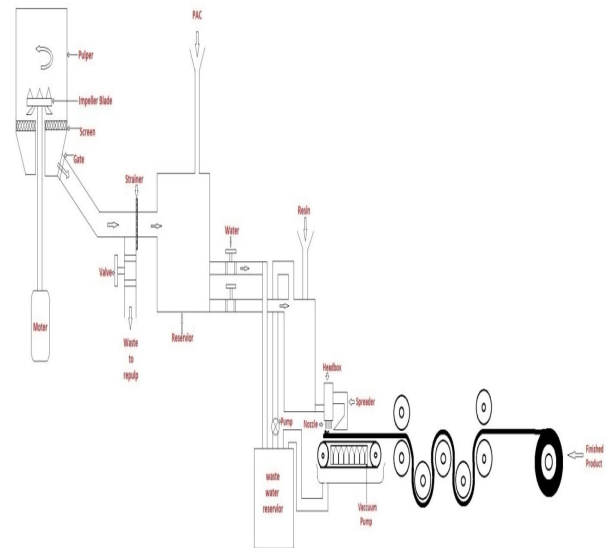 PAC
Pulper
Impeller Blade
Screen
Gate
Strainer
Resin
Water
Valve
Moter
Waste
to
repulp
Reservior
Headbox
Spreader
Pump
Nozzle
waste
water
reservior
Vaccuum
Pump
Finished
Product